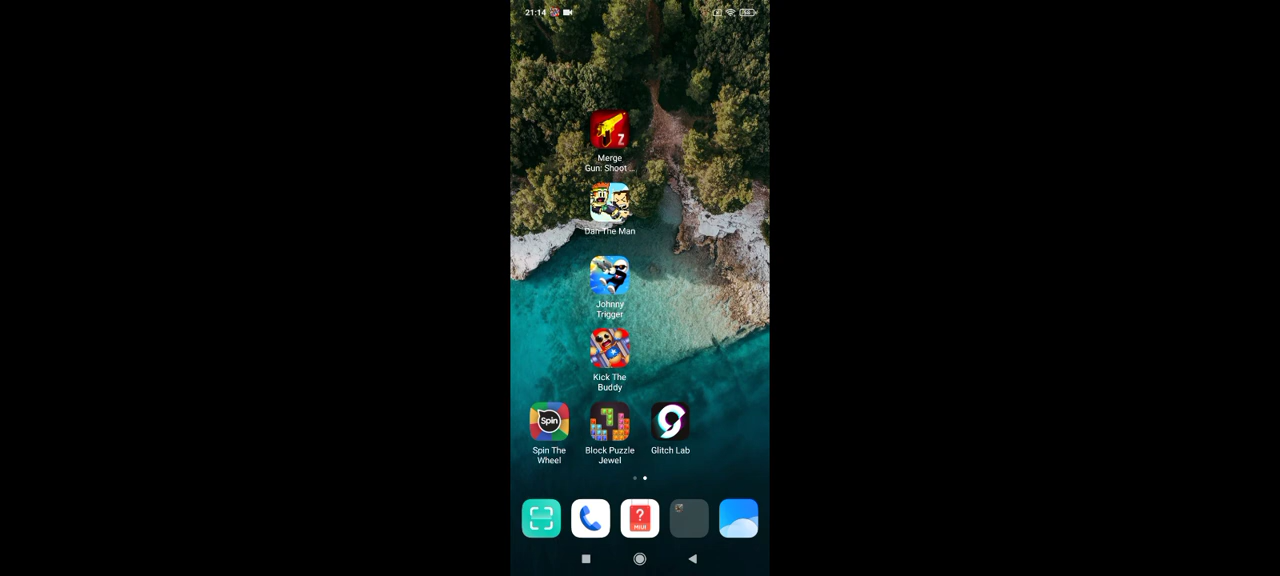 21:14
Z
Merge
Gun: Shoot ...
Dan The Man
Johnny
Trigger
Kick The
Buddy
Spin
Spin The
Wheel
Block Puzzle
Jewel
Glitch Lab
?
MIUI